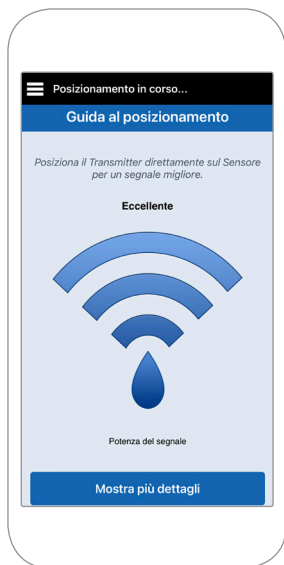 Posizionamento in corso...
Guida al posizionamento
Posiziona il Transmitter direttamente sul Sensore
per un segnale migliore.
Eccellente
Potenza del segnale
Mostra più dettagli